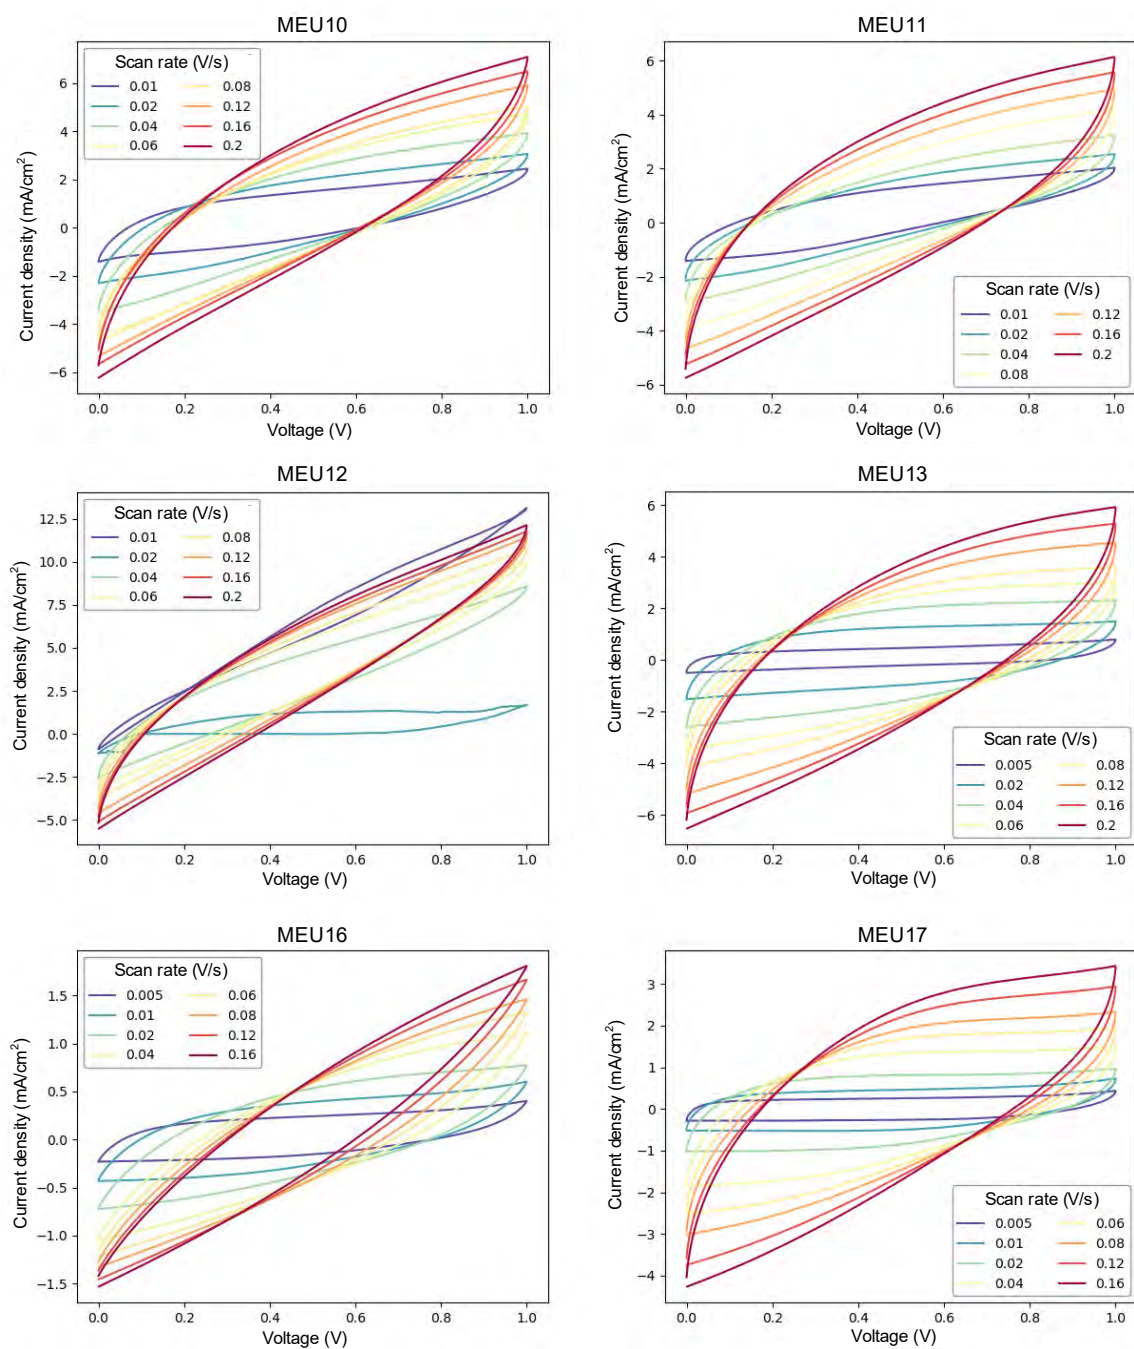 MEU10
Scan rate (V/s)
0.01 0.08
0.02 0.12
0.04 0.16
0.06 0.2
6
4
2
0
−2
−4
−6
Current density (mA/cm²)
0.0 0.2 0.4 0.6 0.8 1.0
Voltage (V)
MEU11
6
4
2
0
−2
−4
−6
Current density (mA/cm²)
Scan rate (V/s)
0.01 0.12
0.02 0.16
0.04 0.2
0.08
0.0 0.2 0.4 0.6 0.8 1.0
Voltage (V)
MEU12
Scan rate (V/s)
0.01 0.08
0.02 0.12
0.04 0.16
0.06 0.2
12.5
10.0
7.5
5.0
2.5
0.0
−2.5
−5.0
Current density (mA/cm²)
0.0 0.2 0.4 0.6 0.8 1.0
Voltage (V)
MEU13
6
4
2
0
−2
−4
−6
Current density (mA/cm²)
Scan rate (V/s)
0.005 0.08
0.02 0.12
0.04 0.16
0.06 0.2
0.0 0.2 0.4 0.6 0.8 1.0
Voltage (V)
MEU16
Scan rate (V/s)
0.005 0.06
0.01 0.08
0.02 0.12
0.04 0.16
1.5
1.0
0.5
0.0
−0.5
−1.0
−1.5
Current density (mA/cm²)
0.0 0.2 0.4 0.6 0.8 1.0
Voltage (V)
MEU17
3
2
1
0
−1
−2
−3
−4
Current density (mA/cm²)
Scan rate (V/s)
0.005 0.06
0.01 0.08
0.02 0.12
0.04 0.16
0.0 0.2 0.4 0.6 0.8 1.0
Voltage (V)